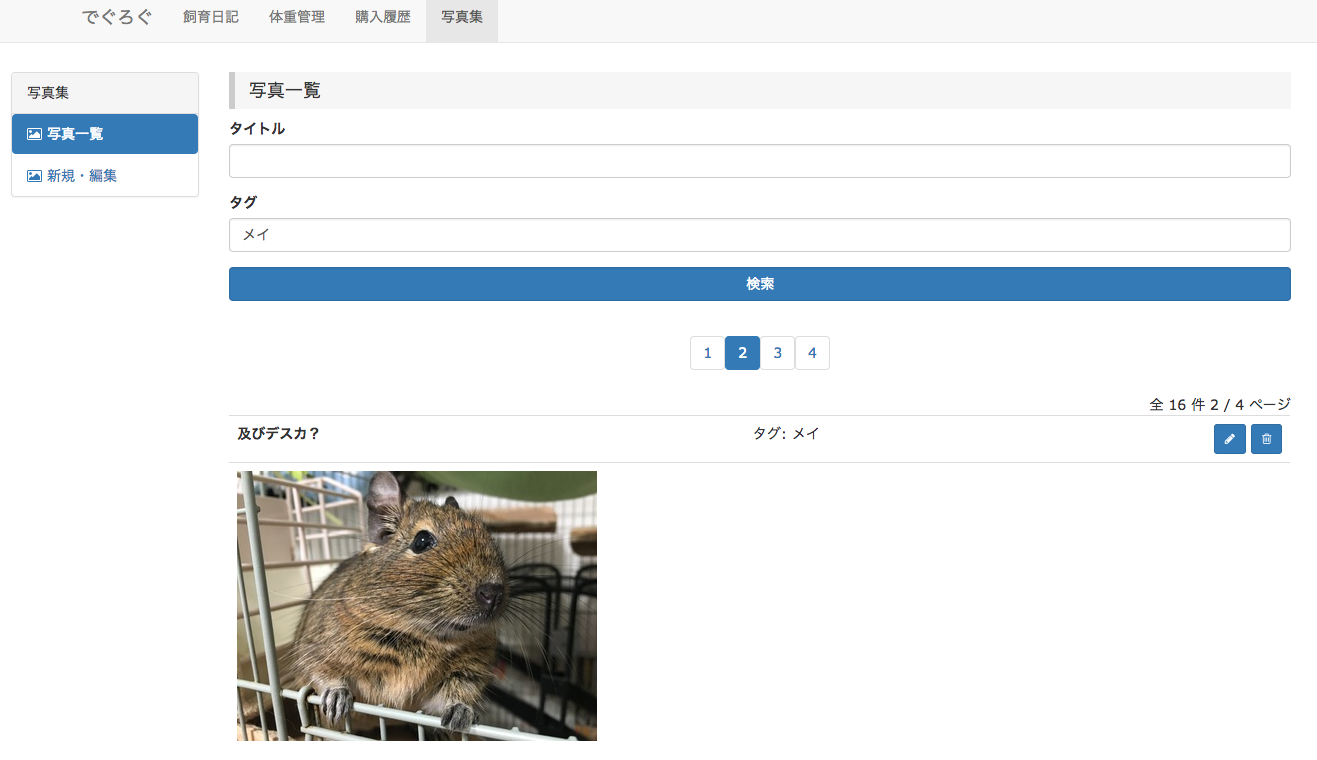 でぐろぐ 飼育日記 体重管理 購入履歴 写真集
写真集
写真一覧
新規・編集
写真一覧
タイトル
タグ
メイ
検索
1 2 3 4
全 16 件 2 / 4 ページ
及びデスカ？ タグ: メイ